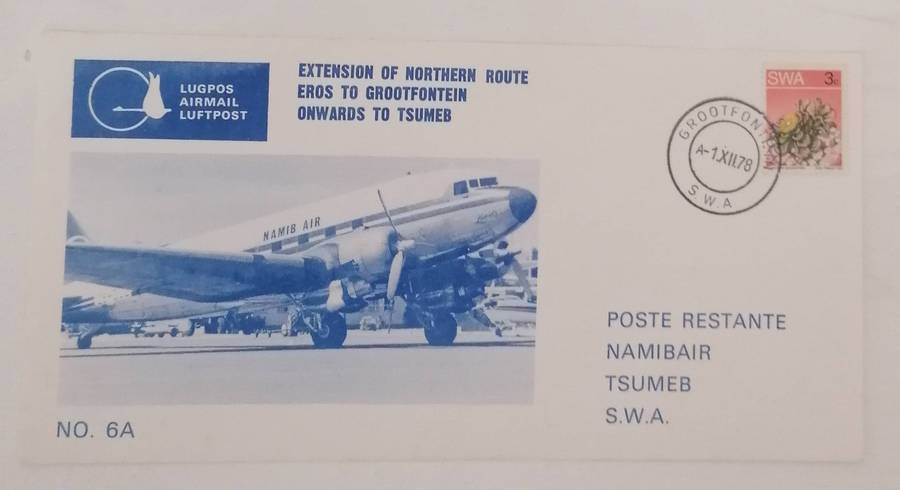 LUGPOS
AIRMAIL
LUFTPOST
EXTENSION OF NORTHERN ROUTE
EROS TO GROOTFONTEIN
ONWARDS TO TSUMEB
SWA 3c
GROOTFONTEIN
A-1.XII.78
S.W.A
NAMIB AIR
POSTE RESTANTE
NAMIBAIR
TSUMEB
S.W.A.
NO. 6A